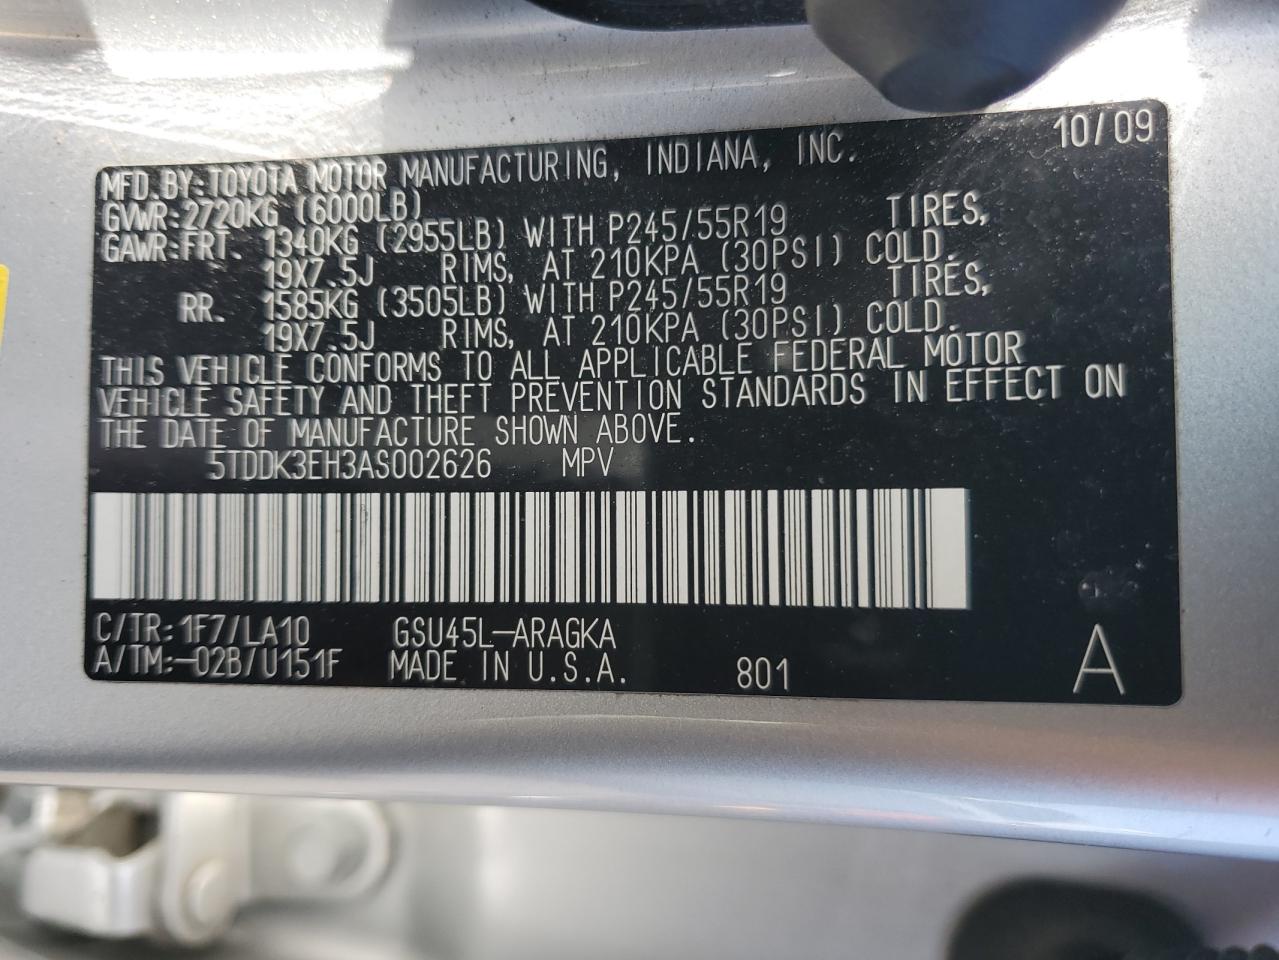 10/09
MFD. BY: TOYOTA MOTOR MANUFACTURING, INDIANA, INC.
GVWR: 2720KG (6000LB)
GAWR: FRT. 1340KG (2955LB) WITH P245/55R19 TIRES,
19X7.5J RIMS, AT 210KPA (30PSI) COLD.
RR. 1585KG (3505LB) WITH P245/55R19 TIRES,
19X7.5J RIMS, AT 210KPA (30PSI) COLD.
THIS VEHICLE CONFORMS TO ALL APPLICABLE FEDERAL MOTOR
VEHICLE SAFETY AND THEFT PREVENTION STANDARDS IN EFFECT ON
THE DATE OF MANUFACTURE SHOWN ABOVE.
5TDDK3EH3AS002626 MPV
C/TR: 1F7/LA10 GSU45L-ARAGKA
A/TM: -02B/U151F MADE IN U.S.A. 801 A